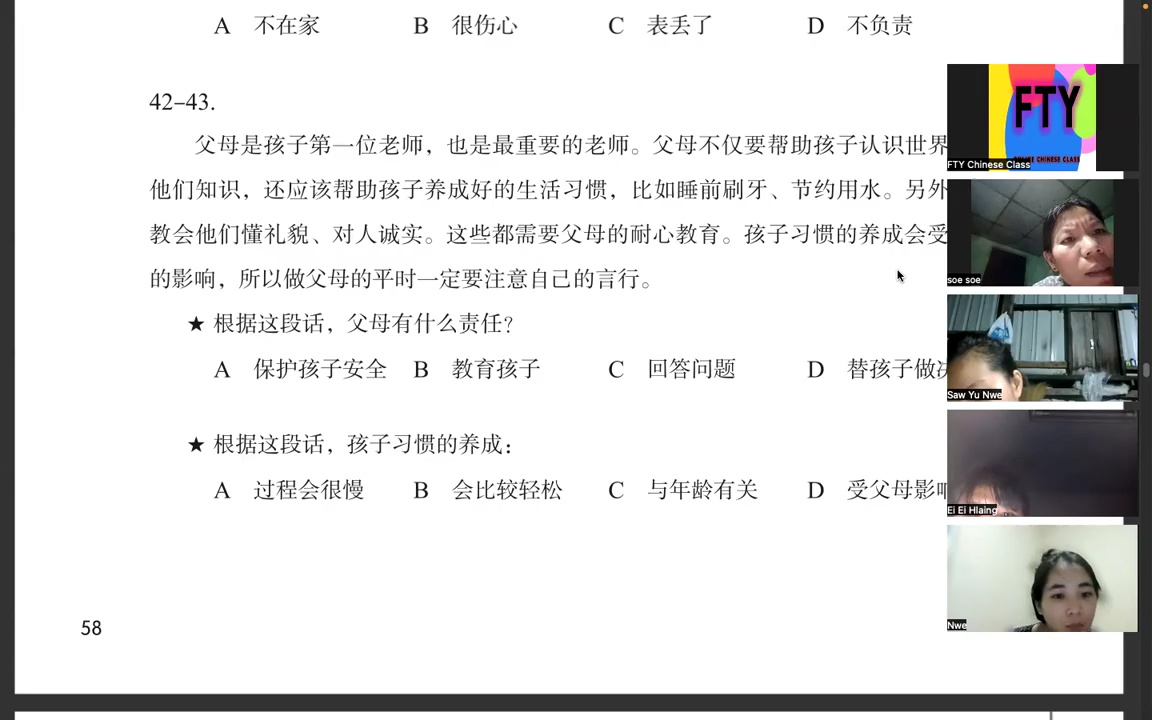 A 不在家 B 很伤心 C 表丢了 D 不负责
42–43.
父母是孩子第一位老师，也是最重要的老师。父母不仅要帮助孩子认识世界
他们知识，还应该帮助孩子养成好的生活习惯，比如睡前刷牙、节约用水。另外
教会他们懂礼貌、对人诚实。这些都需要父母的耐心教育。孩子习惯的养成会受
的影响，所以做父母的平时一定要注意自己的言行。
★ 根据这段话，父母有什么责任？
A 保护孩子安全 B 教育孩子 C 回答问题 D 替孩子做
★ 根据这段话，孩子习惯的养成：
A 过程会很慢 B 会比较轻松 C 与年龄有关 D 受父母影
58
FTY
CHINESE CLASS
FTY Chinese Class
soe soe
Saw Yu Nwe
Ei Ei Hlaing
Nwe